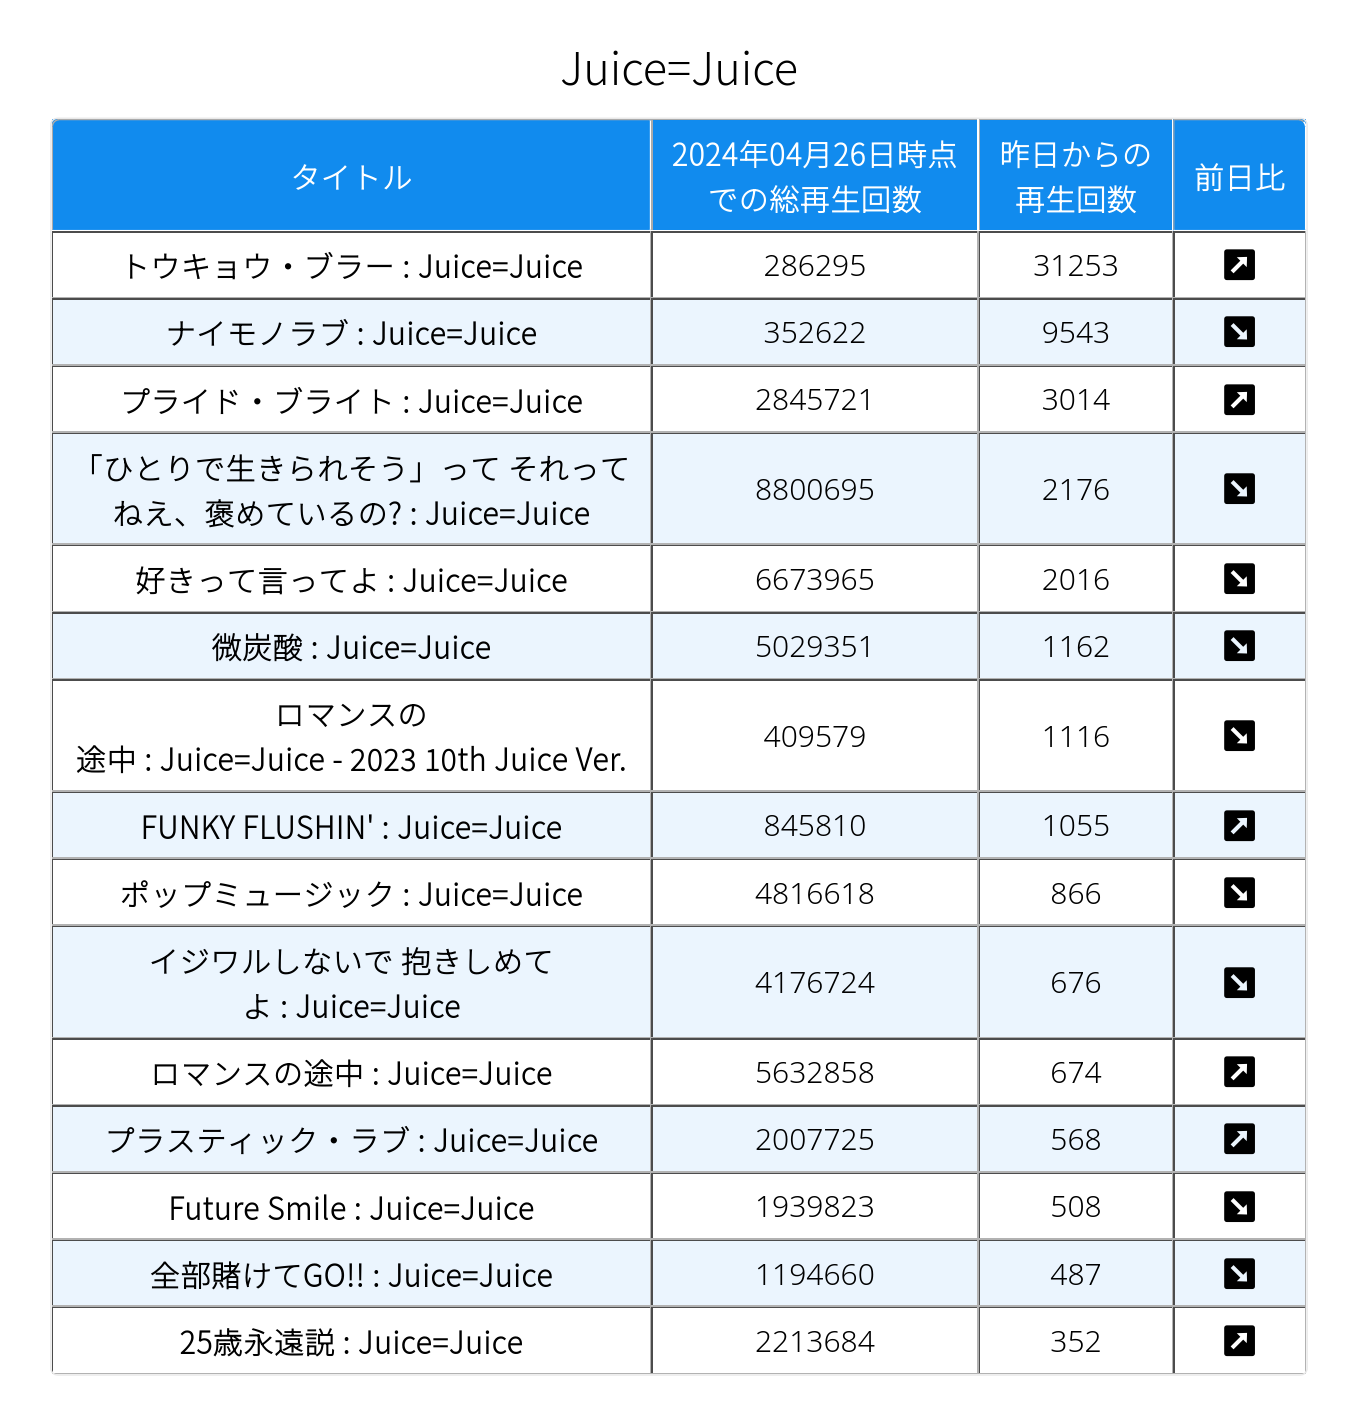 Juice=Juice
タイトル
2024年04月26日時点
での総再生回数
昨日からの
再生回数
前日比
トウキョウ・ブラー : Juice=Juice
286295
31253
ナイモノラブ : Juice=Juice
352622
9543
プライド・ブライト : Juice=Juice
2845721
3014
「ひとりで生きられそう」って それって
ねえ、褒めているの? : Juice=Juice
8800695
2176
好きって言ってよ : Juice=Juice
6673965
2016
微炭酸 : Juice=Juice
5029351
1162
ロマンスの
途中 : Juice=Juice - 2023 10th Juice Ver.
409579
1116
FUNKY FLUSHIN' : Juice=Juice
845810
1055
ポップミュージック : Juice=Juice
4816618
866
イジワルしないで 抱きしめて
よ : Juice=Juice
4176724
676
ロマンスの途中 : Juice=Juice
5632858
674
プラスティック・ラブ : Juice=Juice
2007725
568
Future Smile : Juice=Juice
1939823
508
全部賭けてGO!! : Juice=Juice
1194660
487
25歳永遠説 : Juice=Juice
2213684
352